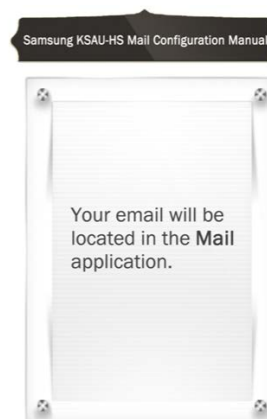 Samsung KSAU-HS Mail Configuration Manual
Your email will be
located in the Mail
application.